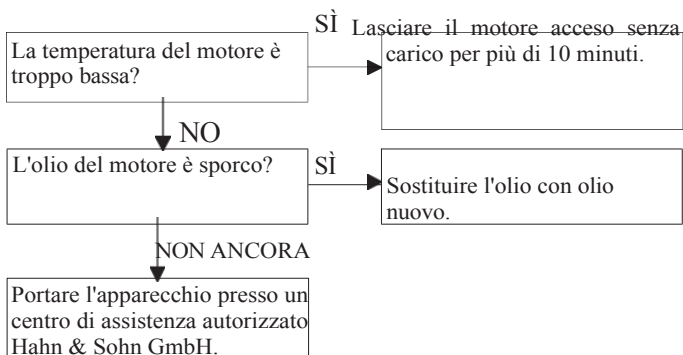 SÌ
Lasciare il motore acceso senza
carico per più di 10 minuti.
La temperatura del motore è
troppo bassa?
NO
L'olio del motore è sporco?
SÌ
Sostituire l'olio con olio
nuovo.
NON ANCORA
Portare l'apparecchio presso un
centro di assistenza autorizzato
Hahn & Sohn GmbH.